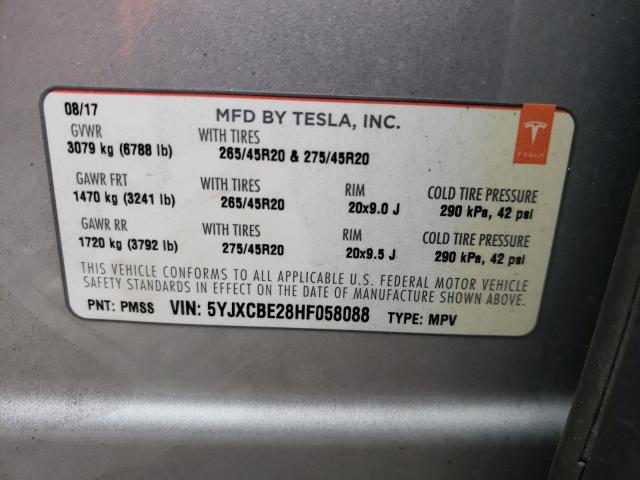 08/17 MFD BY TESLA, INC.
TESLA
GVWR WITH TIRES
3079 kg (6788 lb) 265/45R20 & 275/45R20
GAWR FRT WITH TIRES RIM COLD TIRE PRESSURE
1470 kg (3241 lb) 265/45R20 20x9.0 J 290 kPa, 42 psi
GAWR RR WITH TIRES RIM COLD TIRE PRESSURE
1720 kg (3792 lb) 275/45R20 20x9.5 J 290 kPa, 42 psi
THIS VEHICLE CONFORMS TO ALL APPLICABLE U.S. FEDERAL MOTOR VEHICLE
SAFETY STANDARDS IN EFFECT ON THE DATE OF MANUFACTURE SHOWN ABOVE.
PNT: PMSS VIN: 5YJXCBE28HF058088 TYPE: MPV